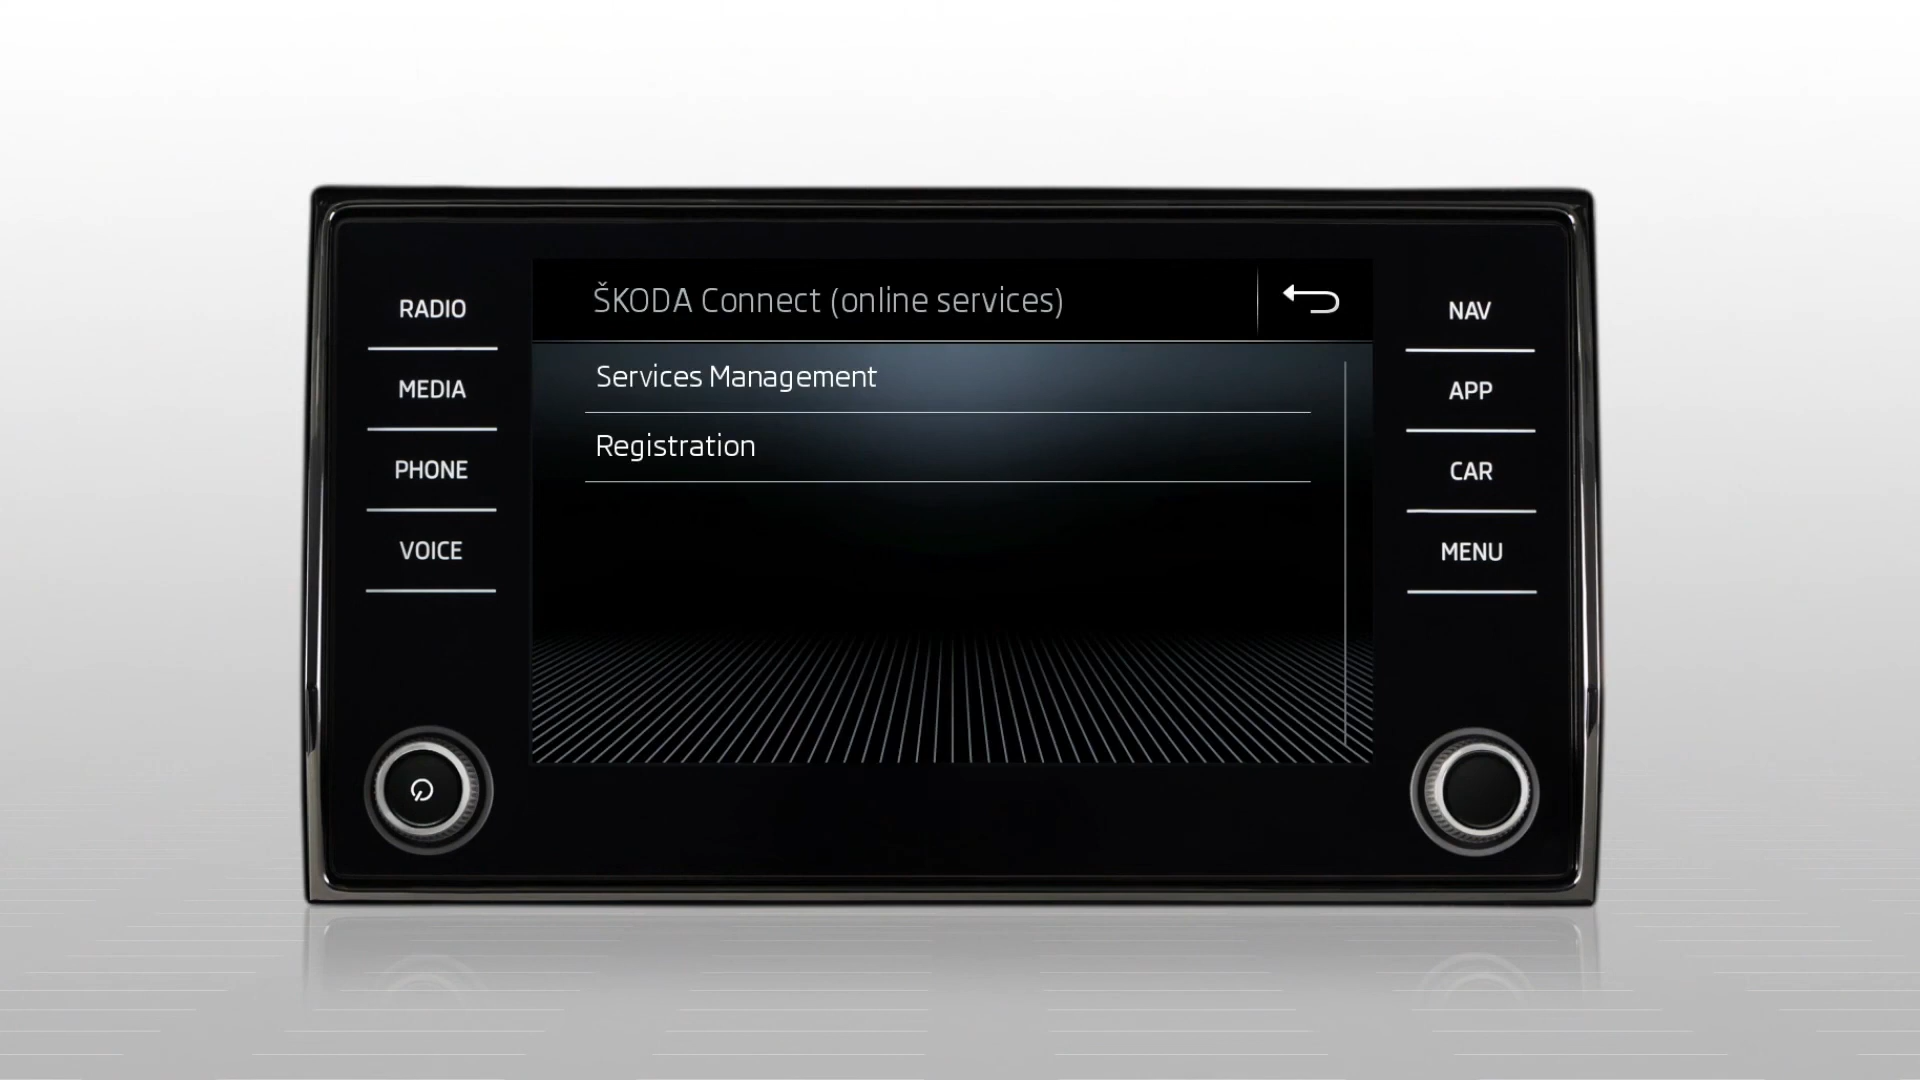 ŠKODA Connect (online services)
Services Management
Registration
RADIO
MEDIA
PHONE
VOICE
NAV
APP
CAR
MENU